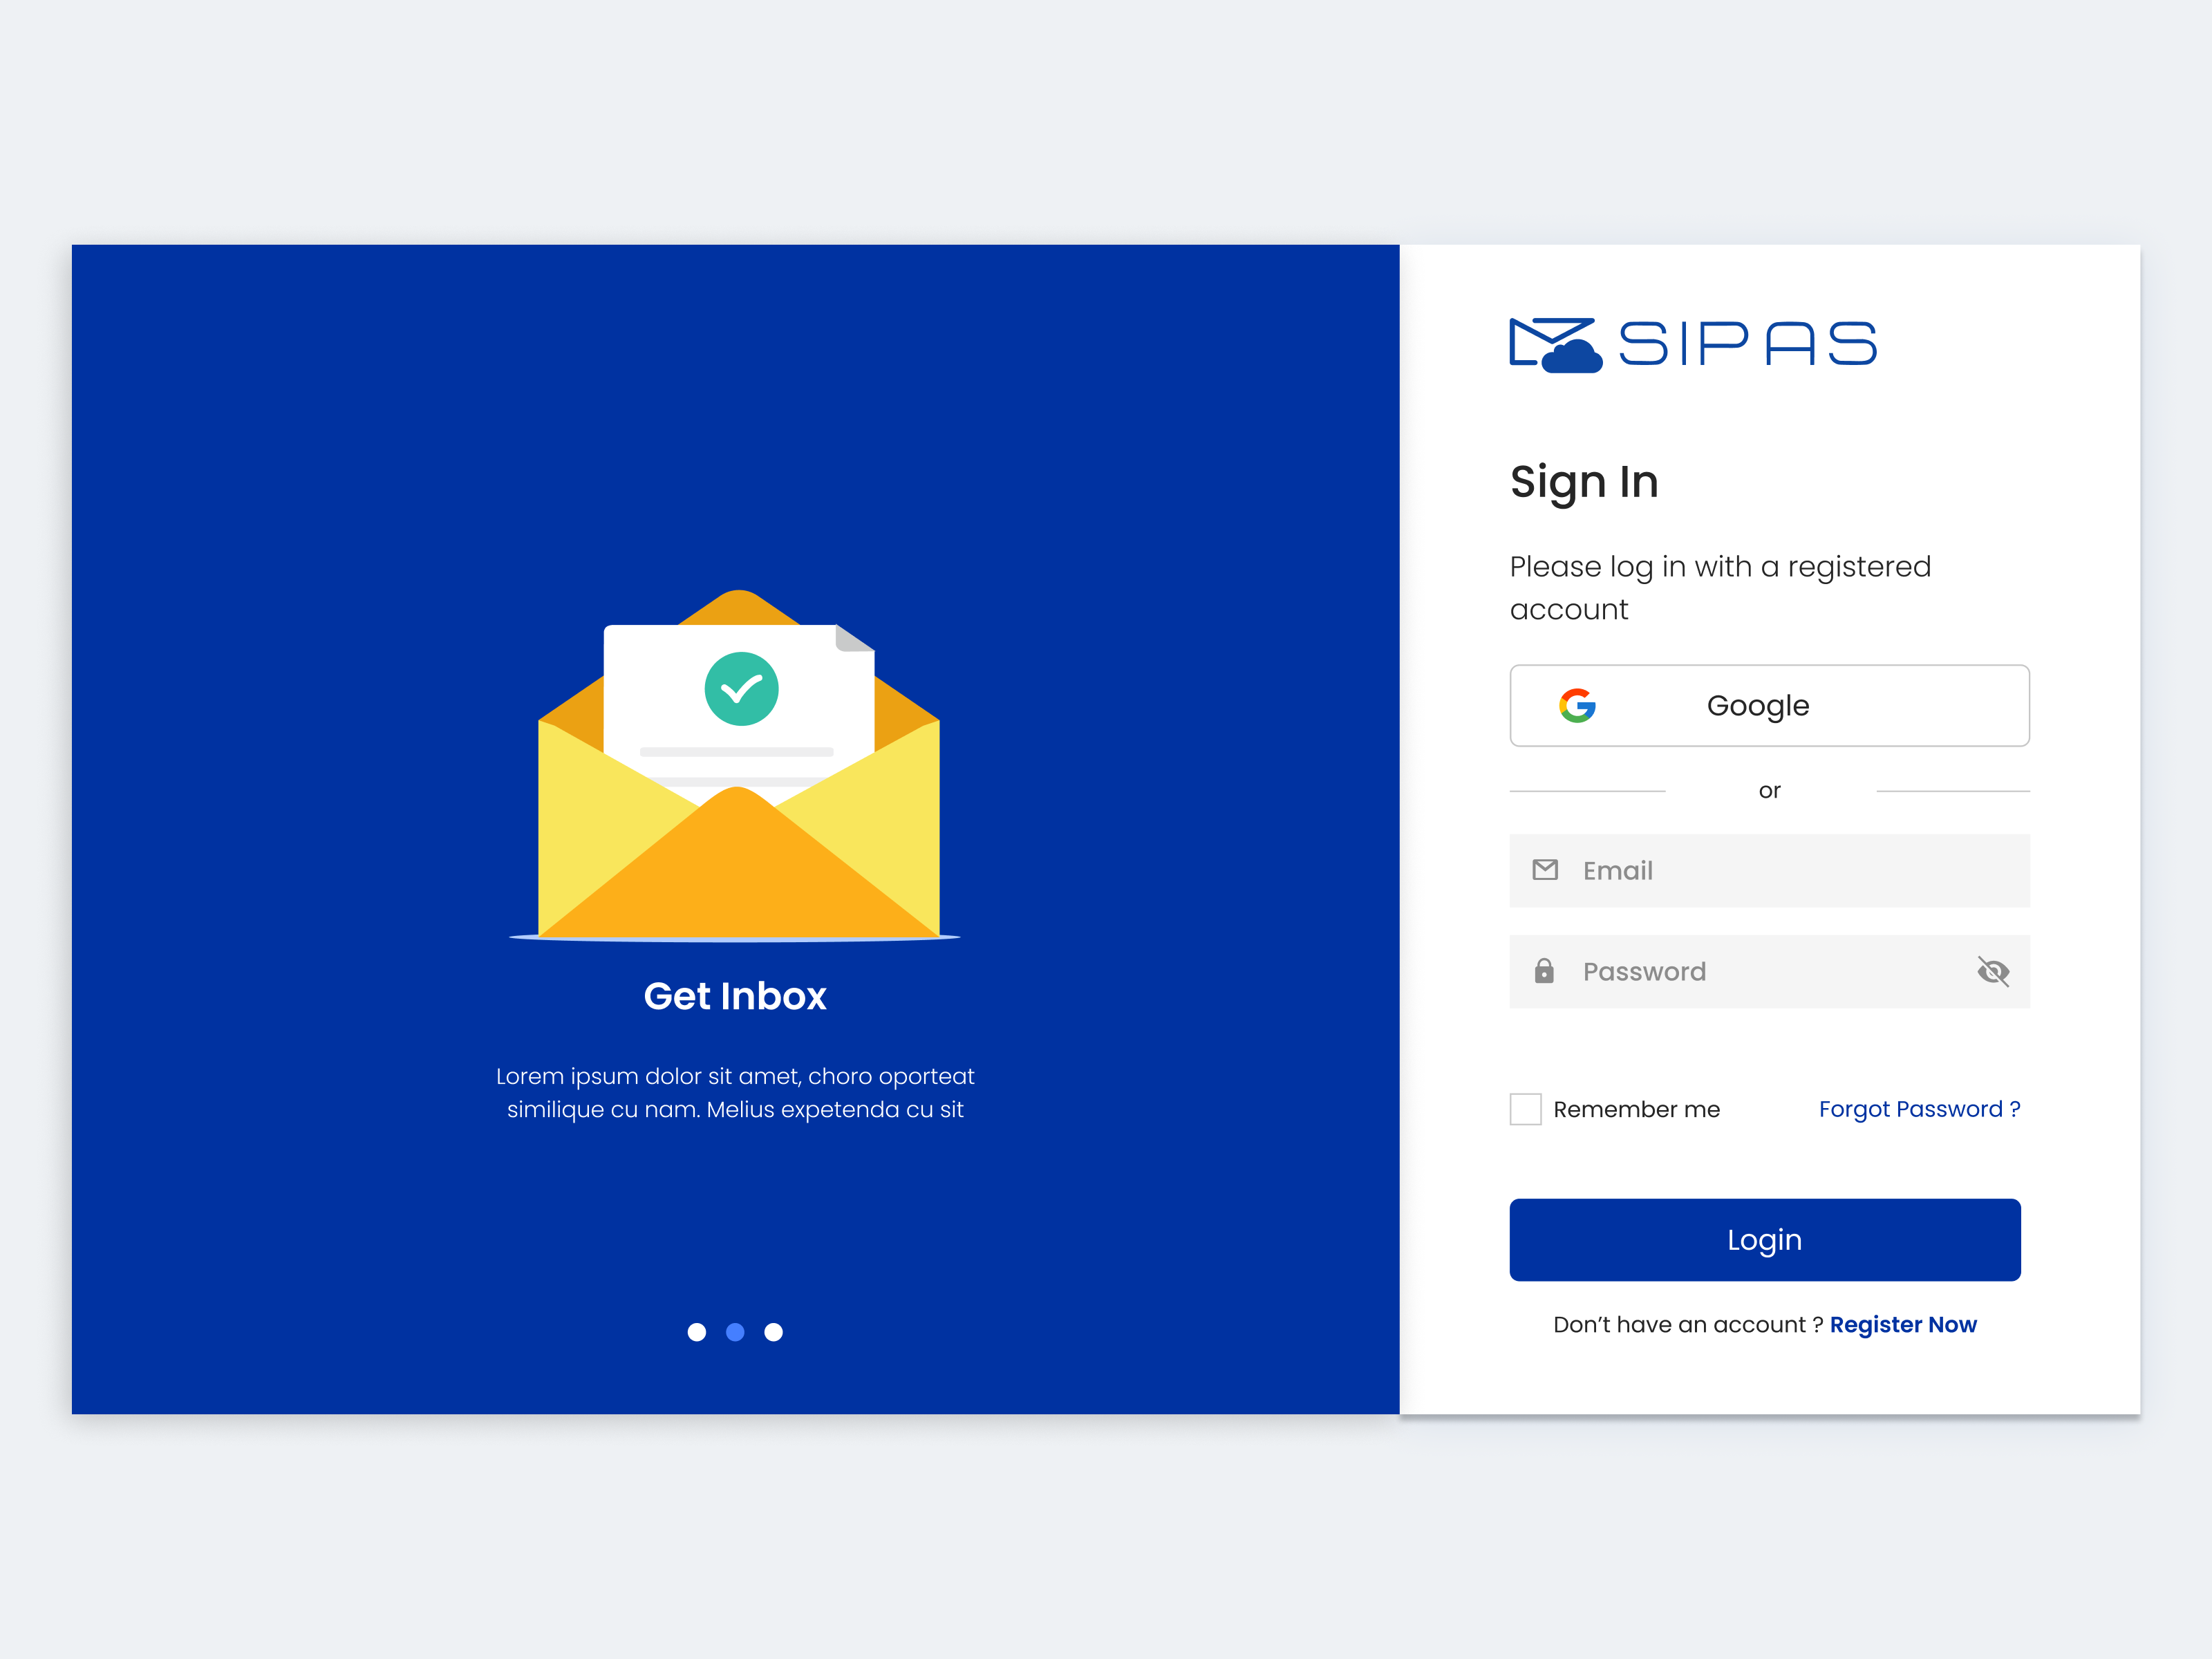 Get Inbox
Lorem ipsum dolor sit amet, choro oporteat
similique cu nam. Melius expetenda cu sit
SIPAS
Sign In
Please log in with a registered
account
Google
or
Email
Password
Remember me
Forgot Password ?
Login
Don’t have an account ? Register Now